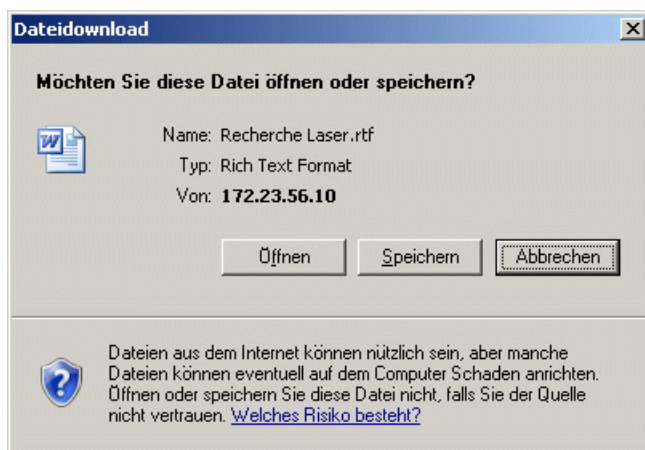 Dateidownload
Möchten Sie diese Datei öffnen oder speichern?
Name: Recherche Laser.rtf
Typ: Rich Text Format
Von: 172.23.56.10
Öffnen Speichern Abbrechen
Dateien aus dem Internet können nützlich sein, aber manche
Dateien können eventuell auf dem Computer Schaden anrichten.
Öffnen oder speichern Sie diese Datei nicht, falls Sie der Quelle
nicht vertrauen. Welches Risiko besteht?